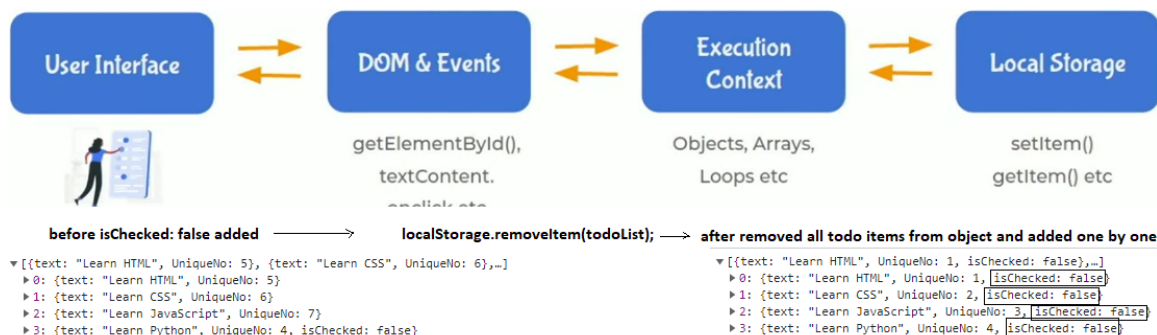 User Interface
DOM & Events
Execution
Context
Local Storage
getElementById(),
textContent.
onclick etc
Objects, Arrays,
Loops etc
setItem()
getItem() etc
before isChecked: false added
localStorage.removeItem(todoList);
after removed all todo items from object and added one by one
[{text: "Learn HTML", UniqueNo: 5}, {text: "Learn CSS", UniqueNo: 6},…]
0: {text: "Learn HTML", UniqueNo: 5}
1: {text: "Learn CSS", UniqueNo: 6}
2: {text: "Learn JavaScript", UniqueNo: 7}
3: {text: "Learn Python", UniqueNo: 4, isChecked: false}
[{text: "Learn HTML", UniqueNo: 1, isChecked: false},…]
0: {text: "Learn HTML", UniqueNo: 1, isChecked: false}
1: {text: "Learn CSS", UniqueNo: 2, isChecked: false}
2: {text: "Learn JavaScript", UniqueNo: 3, isChecked: false}
3: {text: "Learn Python", UniqueNo: 4, isChecked: false}